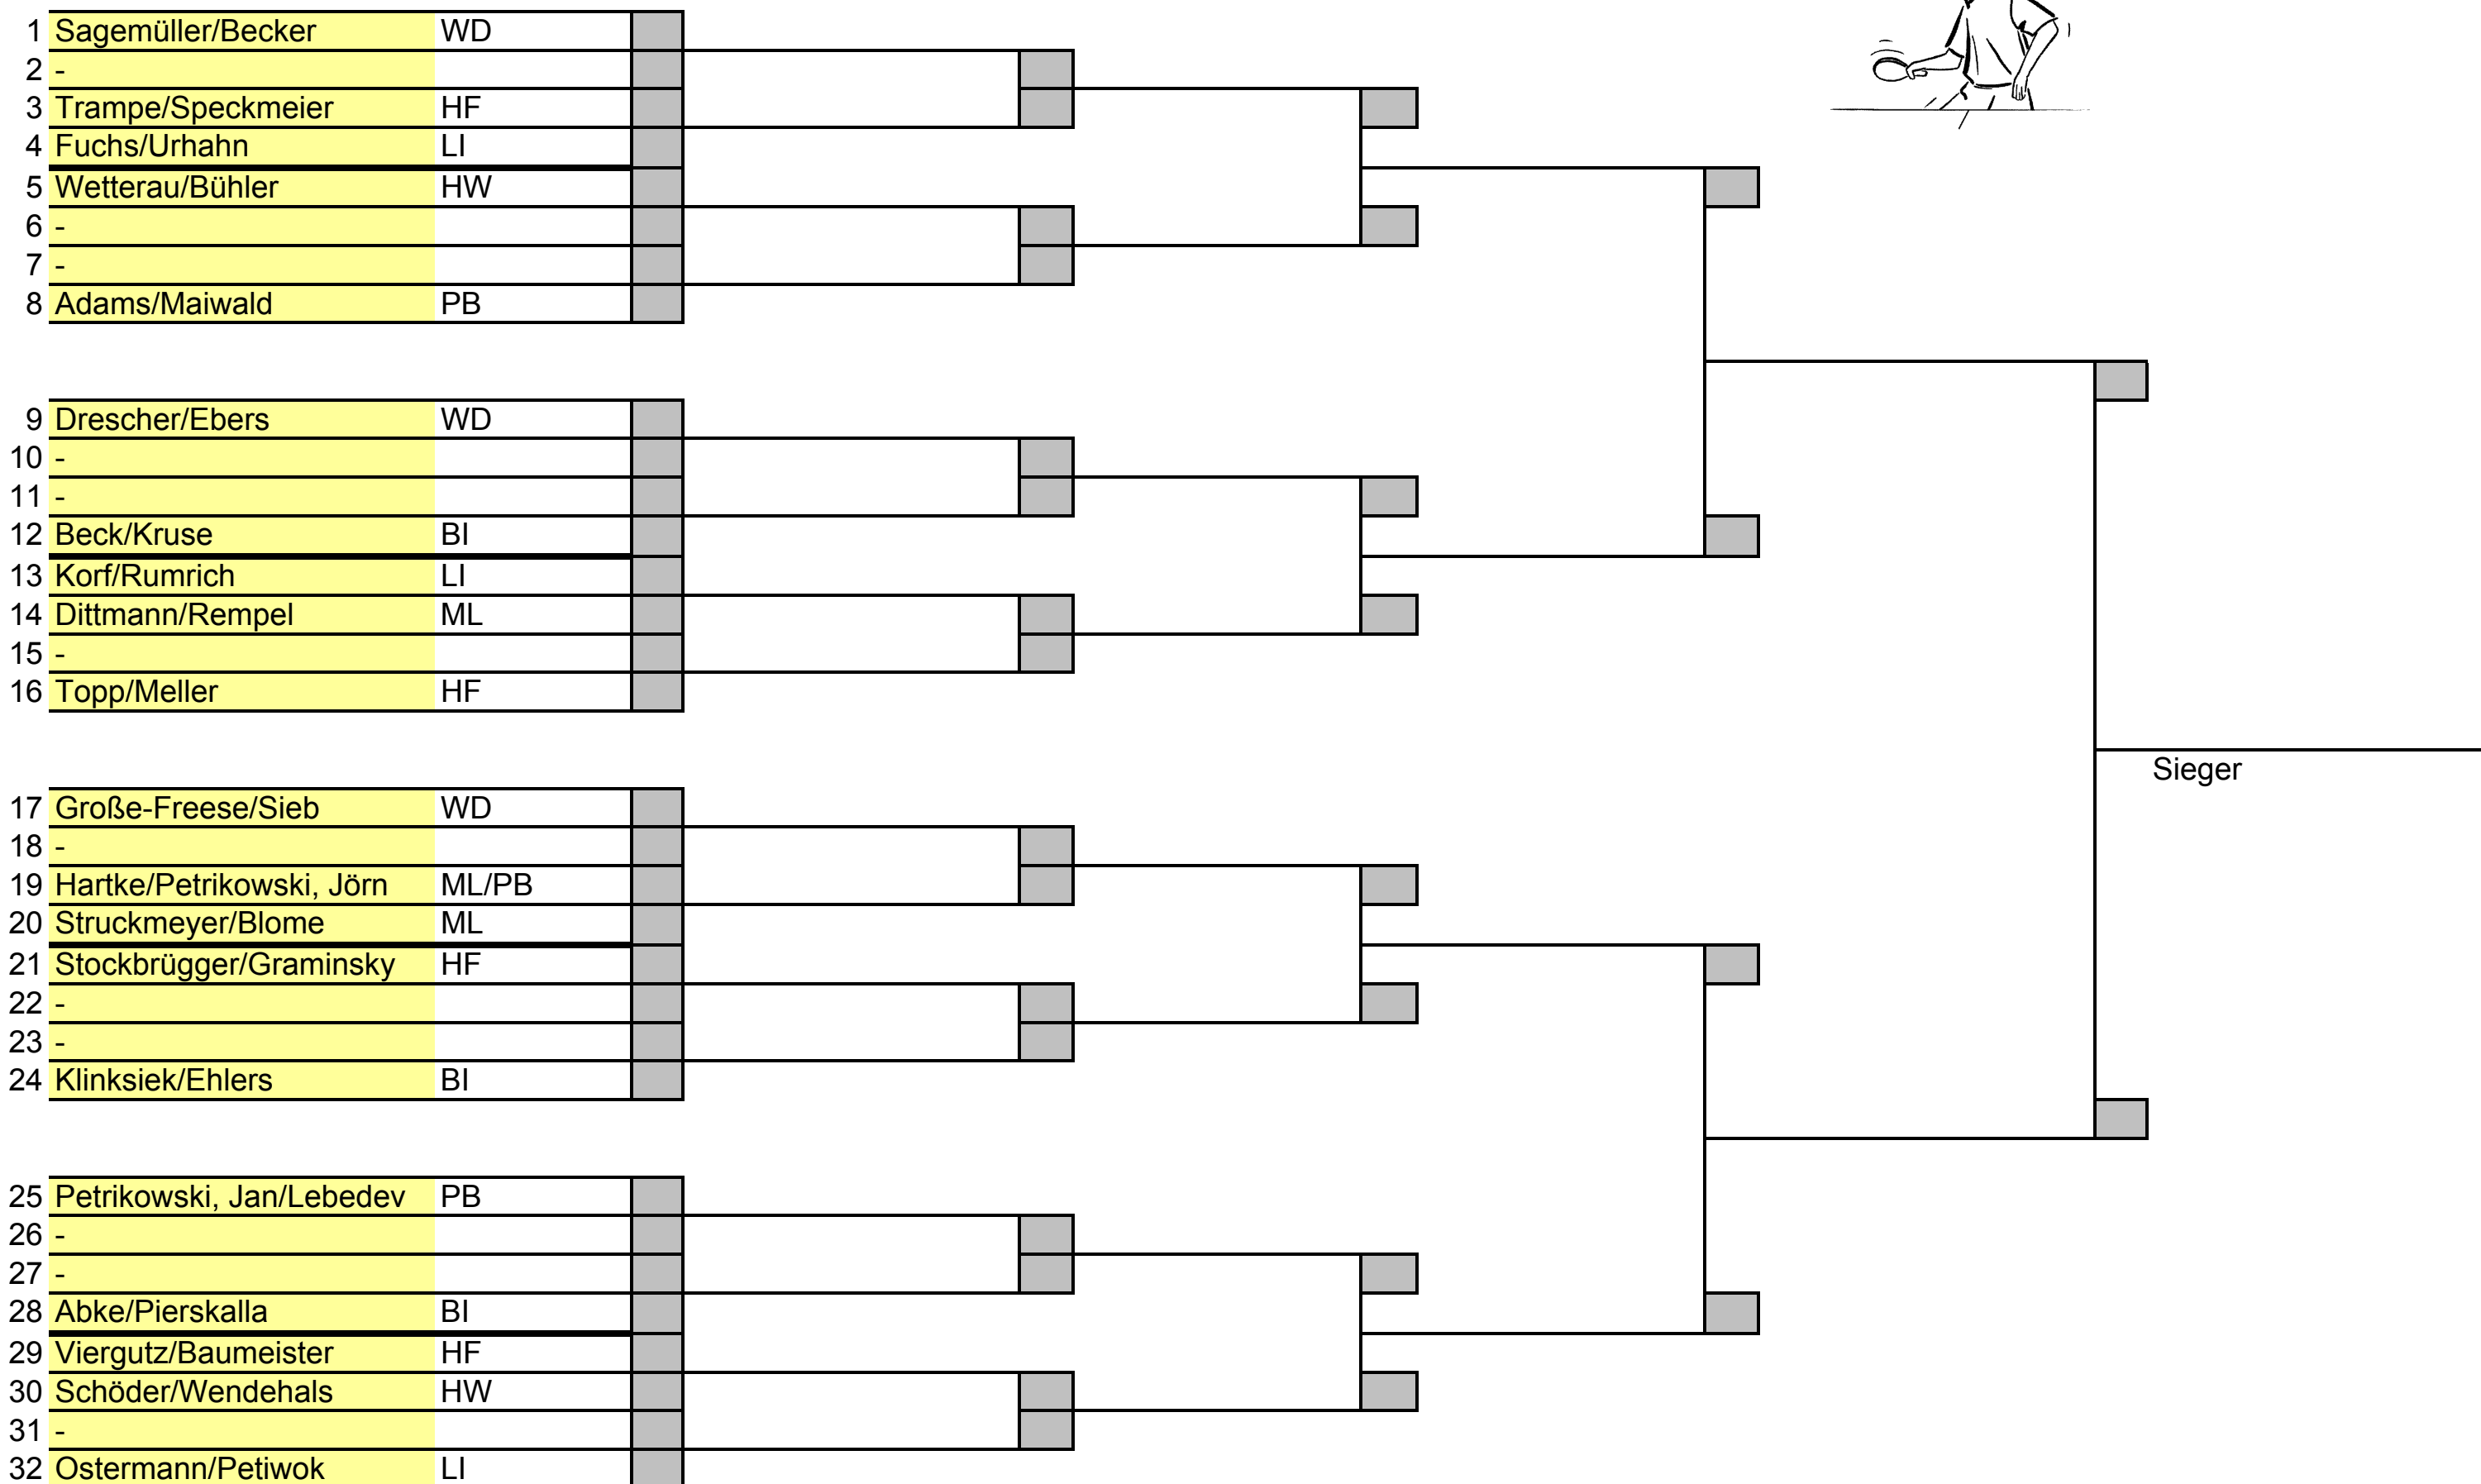 1 Sagemüller/Becker WD
2 -
3 Trampe/Speckmeier HF
4 Fuchs/Urhahn LI
5 Wetterau/Bühler HW
6 -
7 -
8 Adams/Maiwald PB
9 Drescher/Ebers WD
10 -
11 -
12 Beck/Kruse BI
13 Korf/Rumrich LI
14 Dittmann/Rempel ML
15 -
16 Topp/Meller HF
Sieger
17 Große-Freese/Sieb WD
18 -
19 Hartke/Petrikowski, Jörn ML/PB
20 Struckmeyer/Blome ML
21 Stockbrügger/Graminsky HF
22 -
23 -
24 Klinksiek/Ehlers BI
25 Petrikowski, Jan/Lebedev PB
26 -
27 -
28 Abke/Pierskalla BI
29 Viergutz/Baumeister HF
30 Schöder/Wendehals HW
31 -
32 Ostermann/Petiwok LI